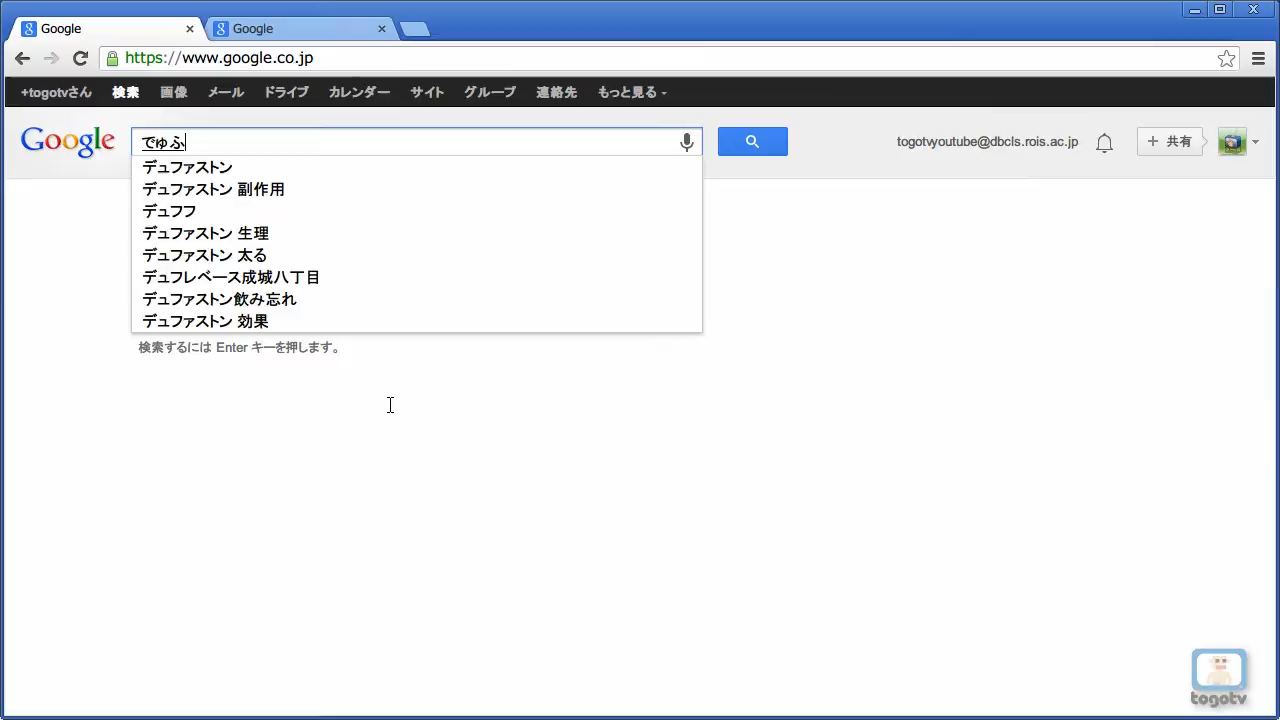 Google
Google
https://www.google.co.jp
+togotvさん 検索 画像 メール ドライブ カレンダー サイト グループ 連絡先 もっと見る
Google でゅふ togotvyoutube@dbcls.rois.ac.jp + 共有
デュファストン
デュファストン 副作用
デュフフ
デュファストン 生理
デュファストン 太る
デュフレベース成城八丁目
デュファストン飲み忘れ
デュファストン 効果
検索するには Enter キーを押します。
togotv